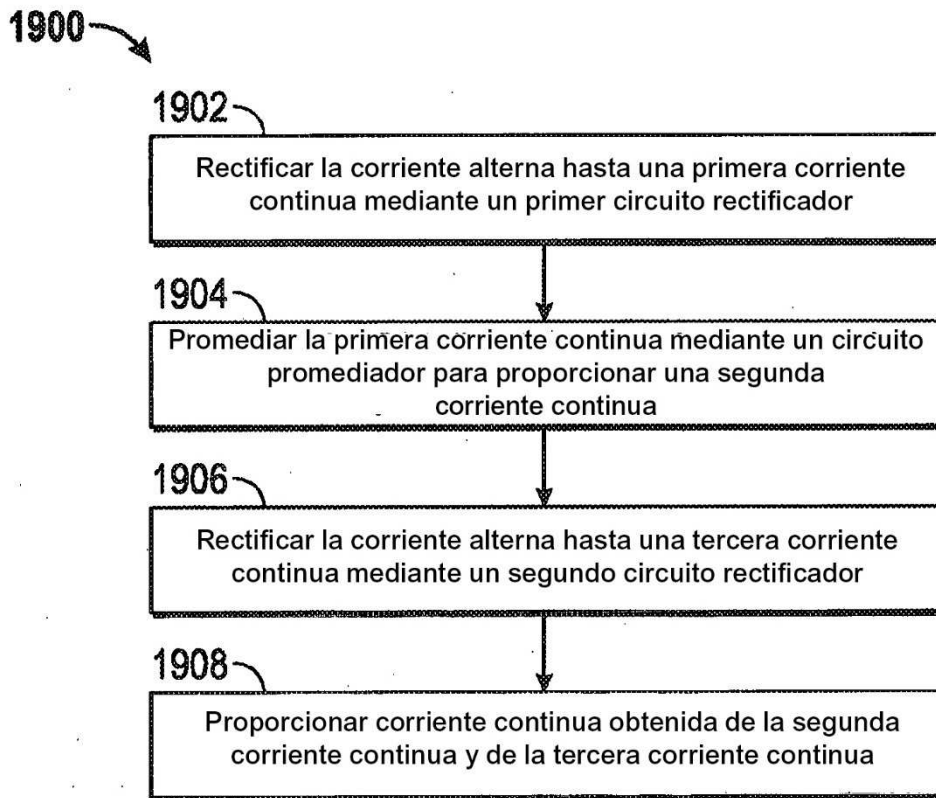 1900
1902
Rectificar la corriente alterna hasta una primera corriente
continua mediante un primer circuito rectificador
1904
Promediar la primera corriente continua mediante un circuito
promediador para proporcionar una segunda
corriente continua
1906
Rectificar la corriente alterna hasta una tercera corriente
continua mediante un segundo circuito rectificador
1908
Proporcionar corriente continua obtenida de la segunda
corriente continua y de la tercera corriente continua